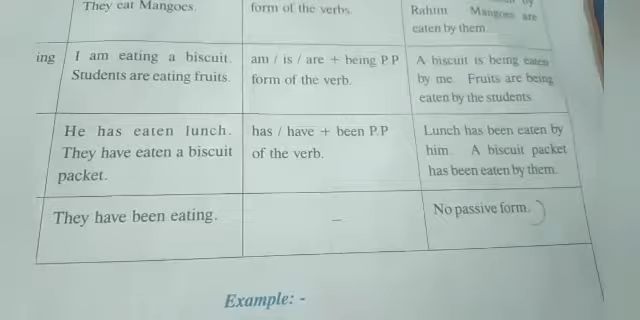 They eat Mangoes.
form of the verbs.
Rahim Mangoes are
eaten by them.
ing
I am eating a biscuit.
Students are eating fruits.
am / is / are + being P.P
form of the verb.
A biscuit is being eaten
by me. Fruits are being
eaten by the students.
He has eaten lunch.
They have eaten a biscuit
packet.
has / have + been P.P
of the verb.
Lunch has been eaten by
him. A biscuit packet
has been eaten by them.
They have been eating.
–
No passive form.
Example: -